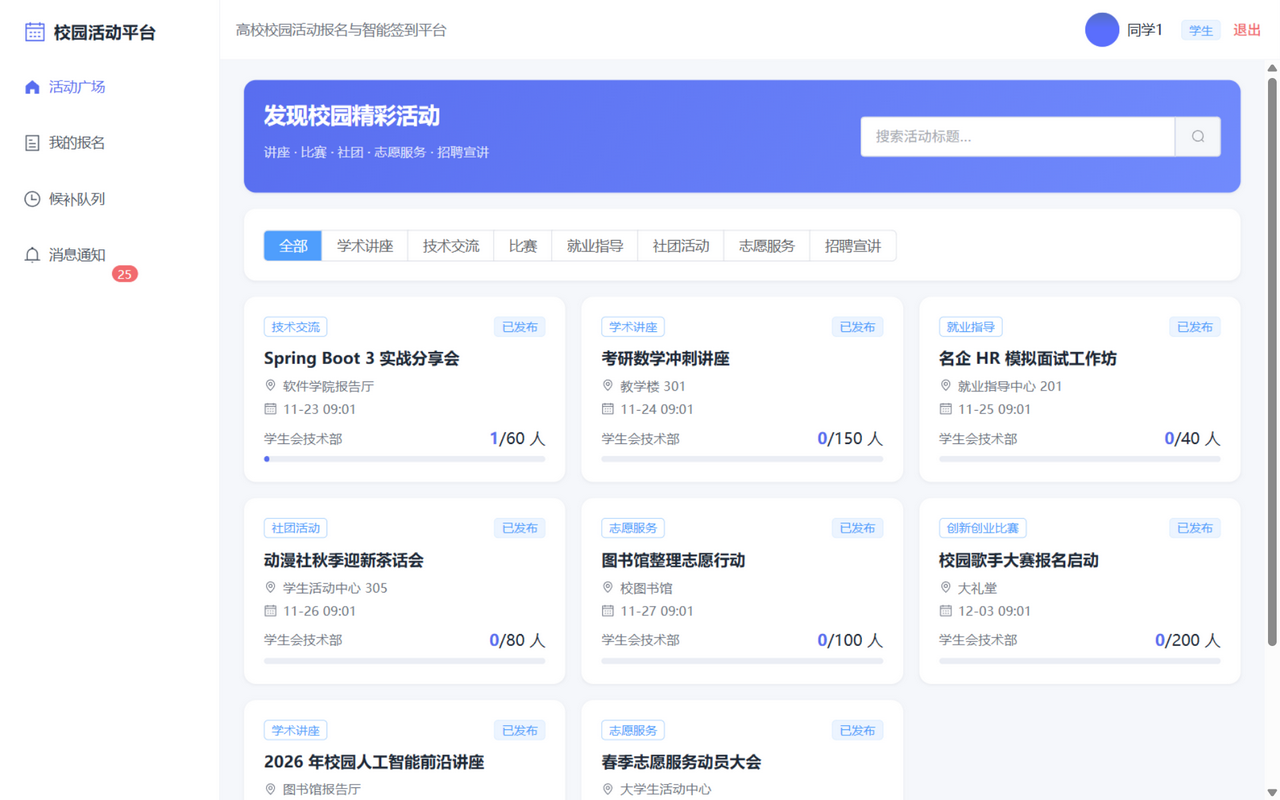 校园活动平台
活动广场
我的报名
候补队列
消息通知
25
高校校园活动报名与智能签到平台
同学1
学生
退出
发现校园精彩活动
讲座 · 比赛 · 社团 · 志愿服务 · 招聘宣讲
搜索活动标题...
全部 学术讲座 技术交流 比赛 就业指导 社团活动 志愿服务 招聘宣讲
技术交流 已发布
Spring Boot 3 实战分享会
软件学院报告厅
11-23 09:01
学生会技术部 1/60 人
学术讲座 已发布
考研数学冲刺讲座
教学楼 301
11-24 09:01
学生会技术部 0/150 人
就业指导 已发布
名企 HR 模拟面试工作坊
就业指导中心 201
11-25 09:01
学生会技术部 0/40 人
社团活动 已发布
动漫社秋季迎新茶话会
学生活动中心 305
11-26 09:01
学生会技术部 0/80 人
志愿服务 已发布
图书馆整理志愿行动
校图书馆
11-27 09:01
学生会技术部 0/100 人
创新创业比赛 已发布
校园歌手大赛报名启动
大礼堂
12-03 09:01
学生会技术部 0/200 人
学术讲座 已发布
2026 年校园人工智能前沿讲座
图书馆报告厅
志愿服务 已发布
春季志愿服务动员大会
大学生活动中心